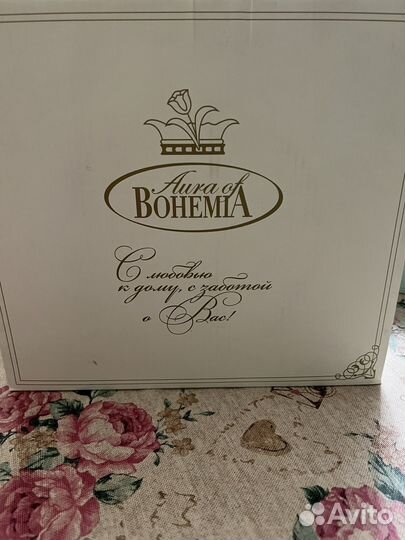 Aura of
BOHEMIA
С любовью
к дому, с заботой
о Вас!
Avito